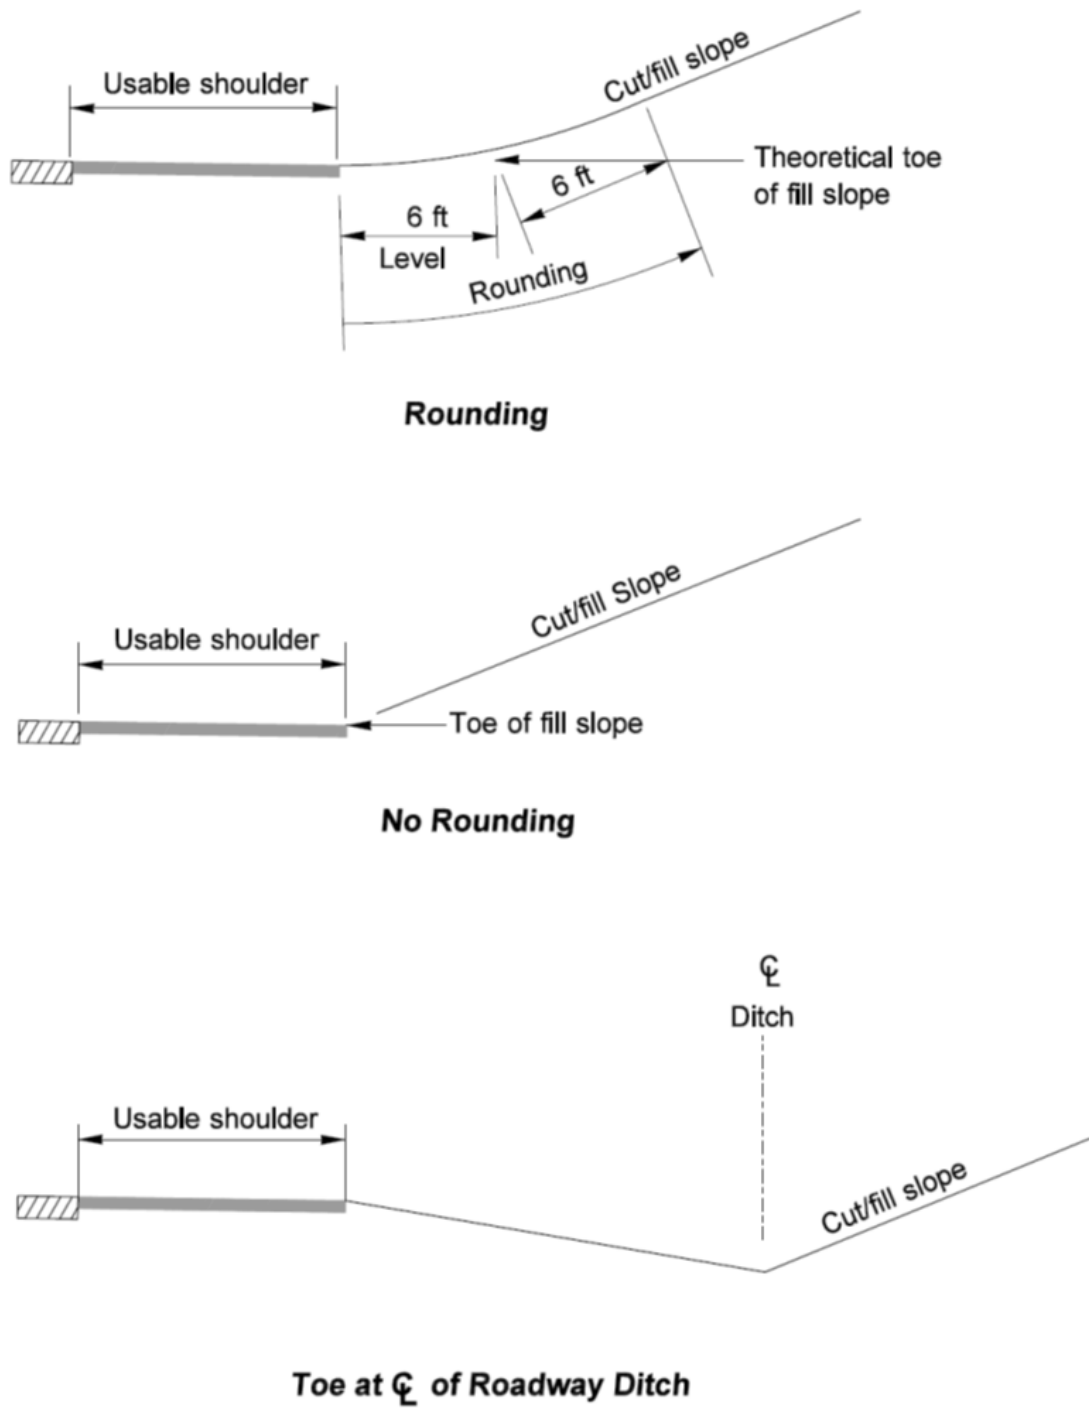 Usable shoulder
Cut/fill slope
Theoretical toe
of fill slope
6 ft
6 ft
Level
Rounding
Rounding
Cut/fill Slope
Usable shoulder
Toe of fill slope
No Rounding
℄
Ditch
Usable shoulder
Cut/fill slope
Toe at ℄ of Roadway Ditch